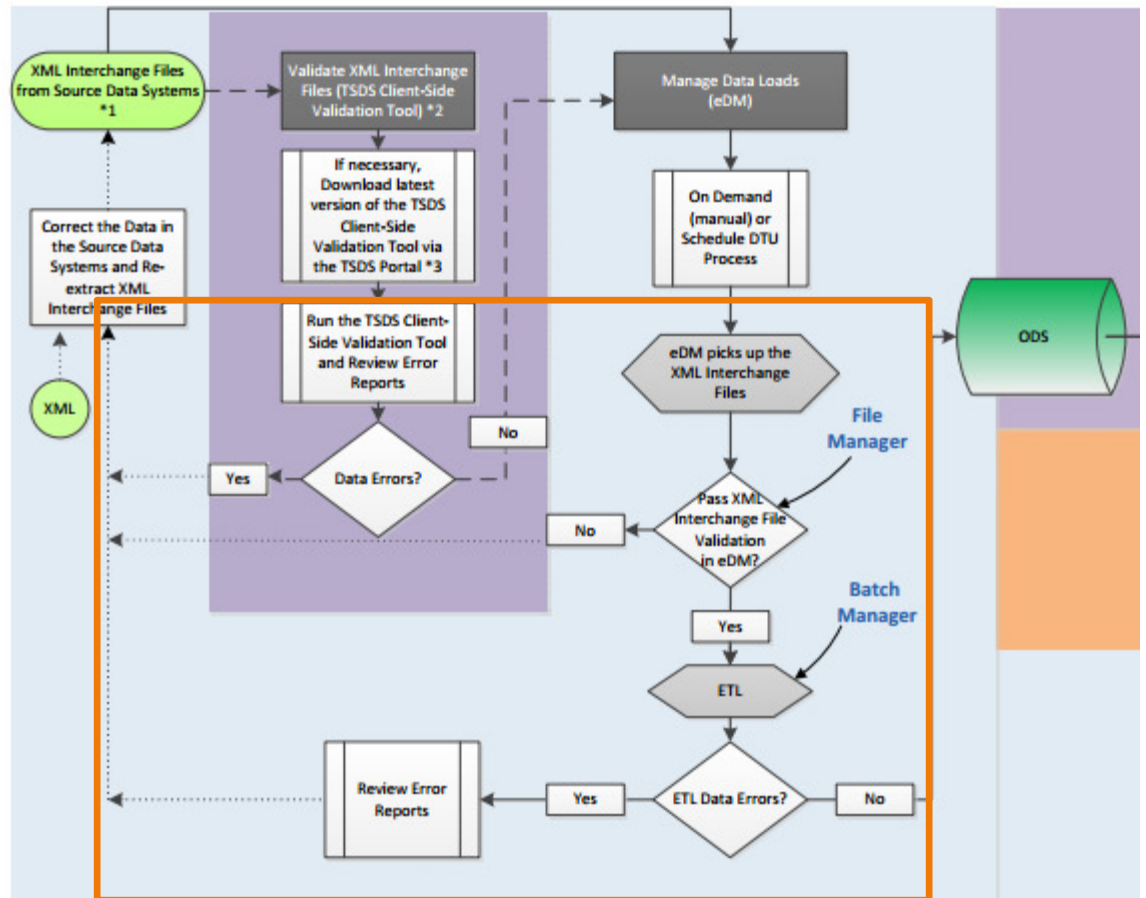 XML Interchange Files
from Source Data Systems
*1
Validate XML Interchange
Files (TSDS Client-Side
Validation Tool) *2
Manage Data Loads
(eDM)
If necessary,
Download latest
version of the TSDS
Client-Side
Validation Tool via
the TSDS Portal *3
On Demand
(manual) or
Schedule DTU
Process
Correct the Data in
the Source Data
Systems and Re-
extract XML
Interchange Files
Run the TSDS Client-
Side Validation Tool
and Review Error
Reports
eDM picks up the
XML Interchange
Files
ODS
XML
No
File
Manager
Yes
Data Errors?
Pass XML
Interchange File
Validation
in eDM?
No
Batch
Manager
Yes
ETL
Review Error
Reports
Yes
ETL Data Errors?
No